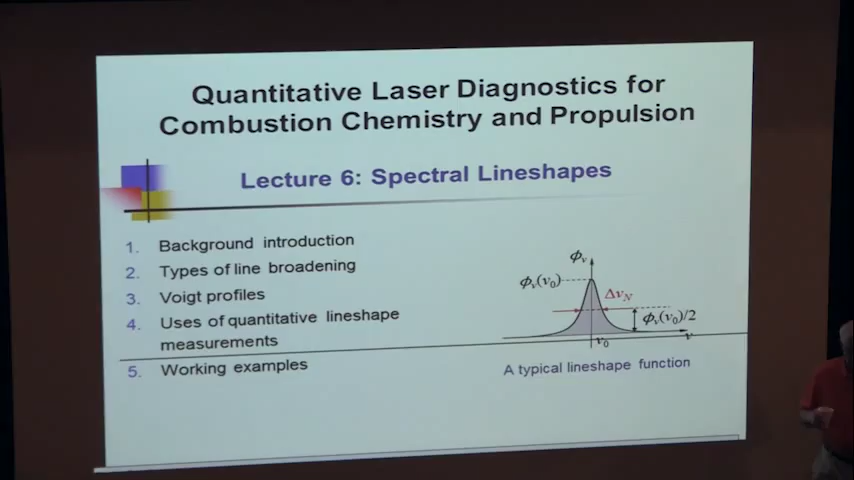 Quantitative Laser Diagnostics for
Combustion Chemistry and Propulsion
Lecture 6: Spectral Lineshapes
1. Background introduction
2. Types of line broadening
3. Voigt profiles
4. Uses of quantitative lineshape
measurements
5. Working examples
ϕν
ϕν(ν0)
ΔνN
ϕν(ν0)/2
ν0
ν
A typical lineshape function